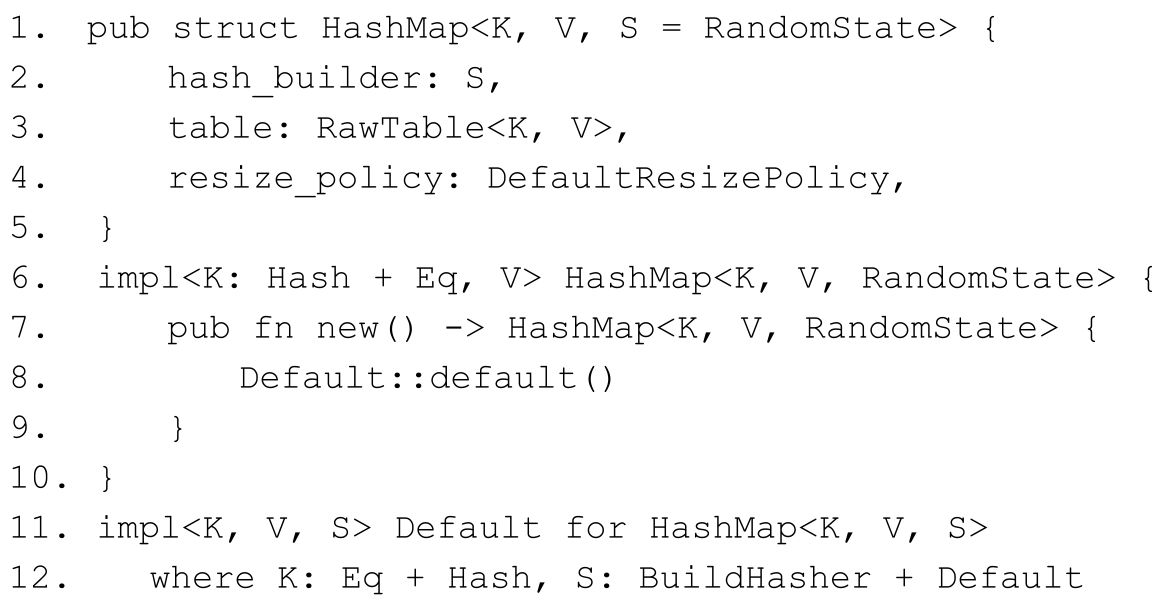 1. pub struct HashMap<K, V, S = RandomState> {
2. hash_builder: S,
3. table: RawTable<K, V>,
4. resize_policy: DefaultResizePolicy,
5. }
6. impl<K: Hash + Eq, V> HashMap<K, V, RandomState> {
7. pub fn new() -> HashMap<K, V, RandomState> {
8. Default::default()
9. }
10. }
11. impl<K, V, S> Default for HashMap<K, V, S>
12. where K: Eq + Hash, S: BuildHasher + Default